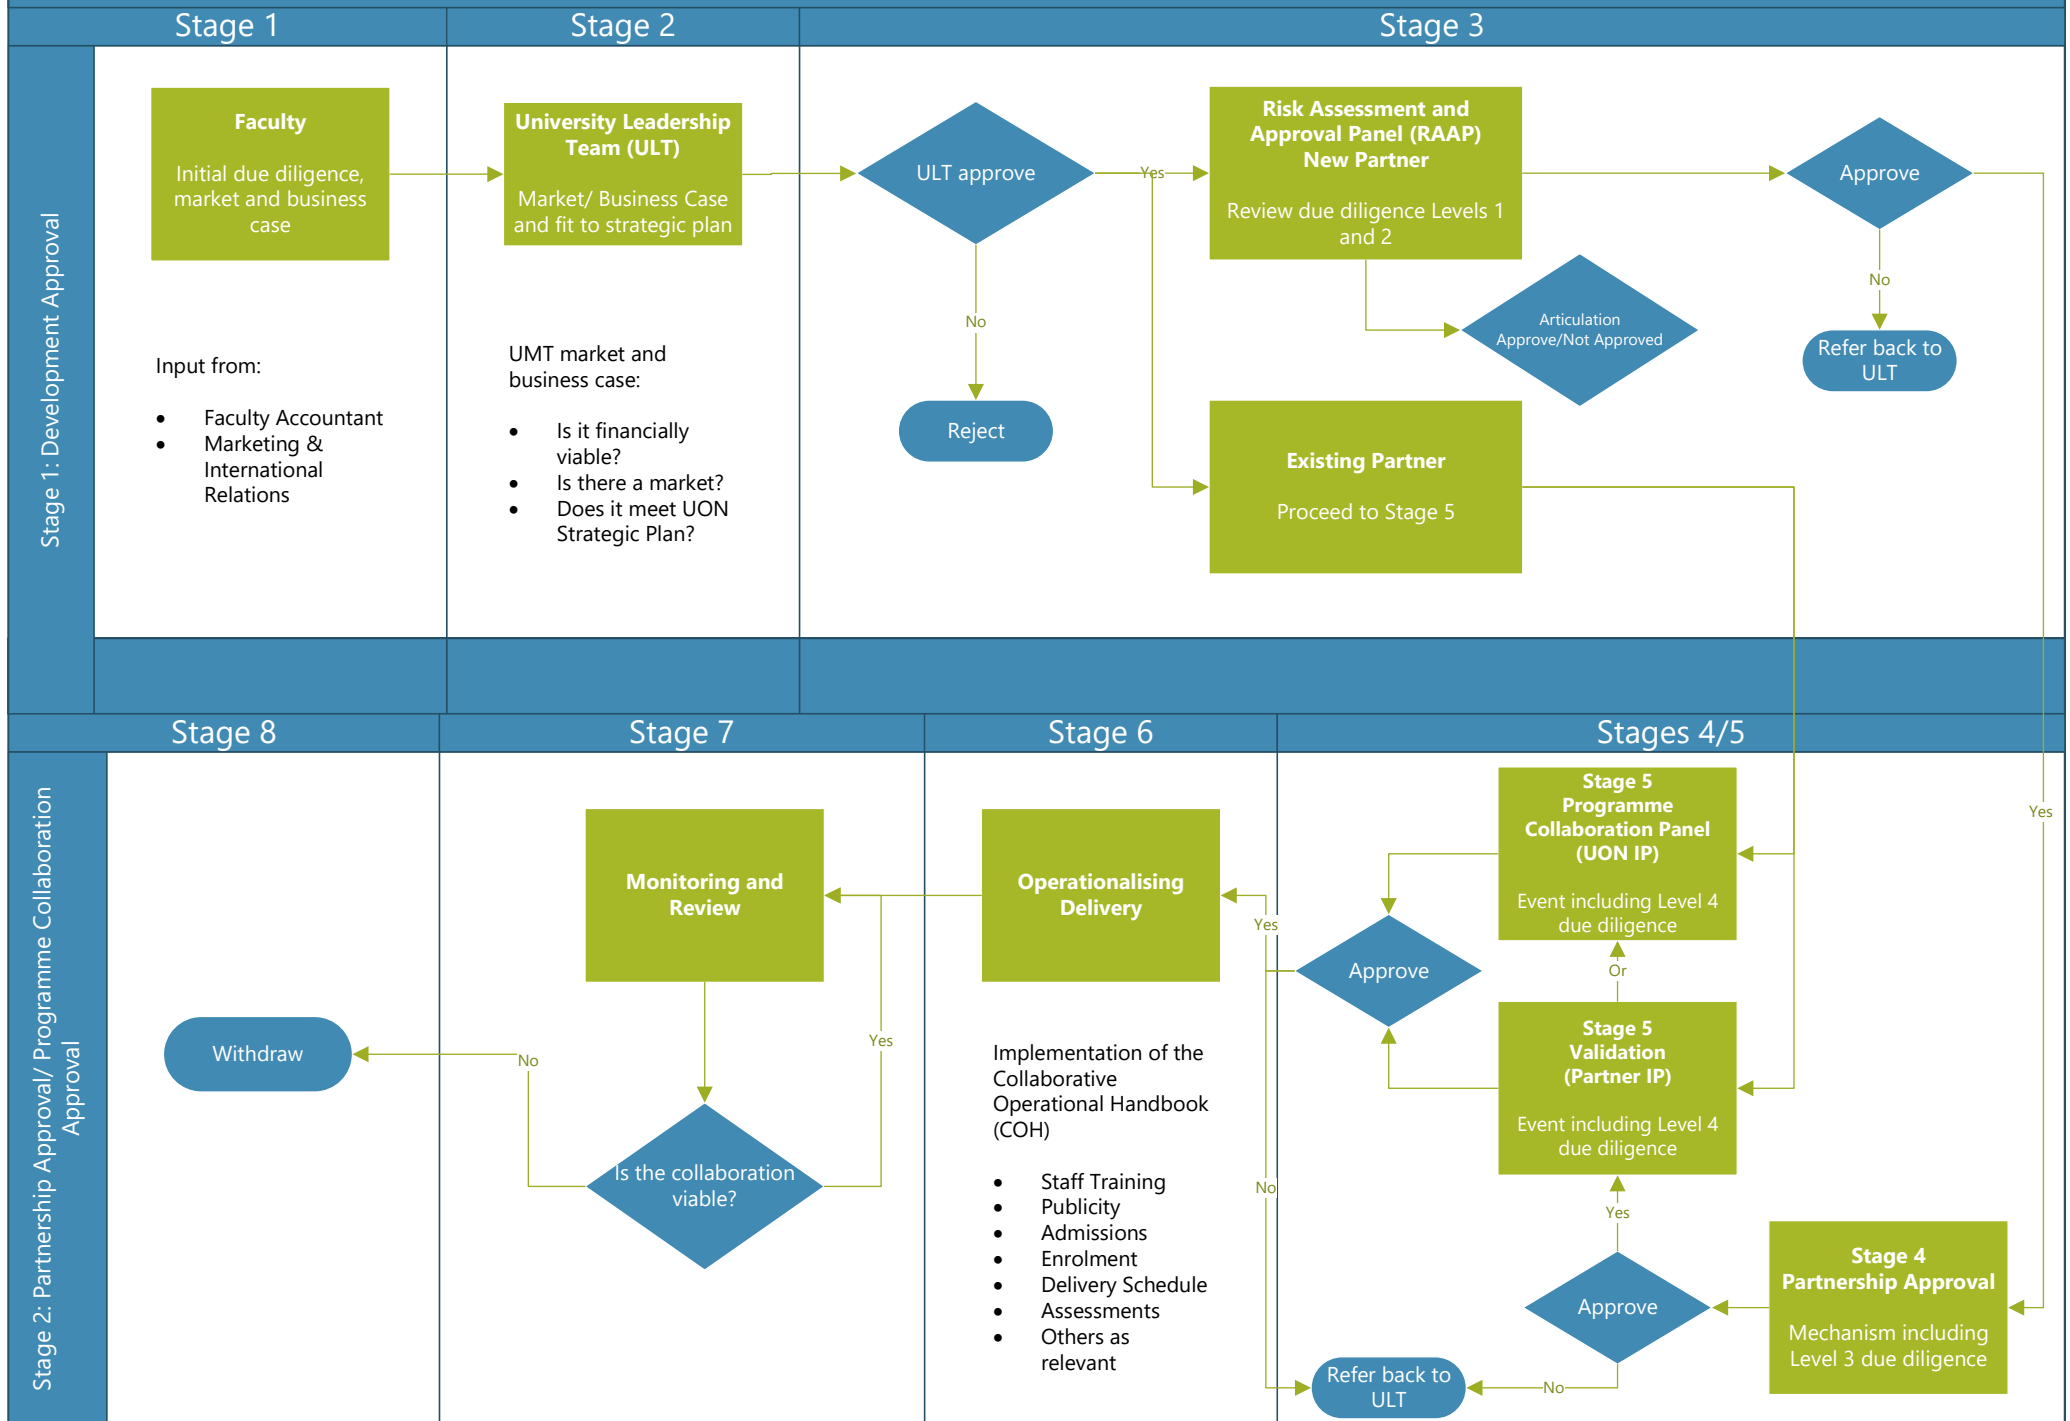 Stage 1
Stage 2
Stage 3
Stage 1: Development Approval
Faculty
Initial due diligence,
market and business
case
Input from:
• Faculty Accountant
• Marketing &
International
Relations
University Leadership
Team (ULT)
Market/ Business Case
and fit to strategic plan
UMT market and
business case:
• Is it financially
viable?
• Is there a market?
• Does it meet UON
Strategic Plan?
ULT approve
Yes
No
Reject
Risk Assessment and
Approval Panel (RAAP)
New Partner
Review due diligence Levels 1
and 2
Articulation
Approve/Not Approved
Existing Partner
Proceed to Stage 5
Approve
No
Refer back to
ULT
Yes
Stage 8
Stage 7
Stage 6
Stages 4/5
Stage 2: Partnership Approval/ Programme Collaboration
Approval
Withdraw
No
Monitoring and
Review
Yes
Is the collaboration
viable?
Operationalising
Delivery
Implementation of the
Collaborative
Operational Handbook
(COH)
• Staff Training
• Publicity
• Admissions
• Enrolment
• Delivery Schedule
• Assessments
• Others as
relevant
Yes
No
Approve
Stage 5
Programme
Collaboration Panel
(UON IP)
Event including Level 4
due diligence
Or
Stage 5
Validation
(Partner IP)
Event including Level 4
due diligence
Yes
Approve
No
Refer back to
ULT
Stage 4
Partnership Approval
Mechanism including
Level 3 due diligence